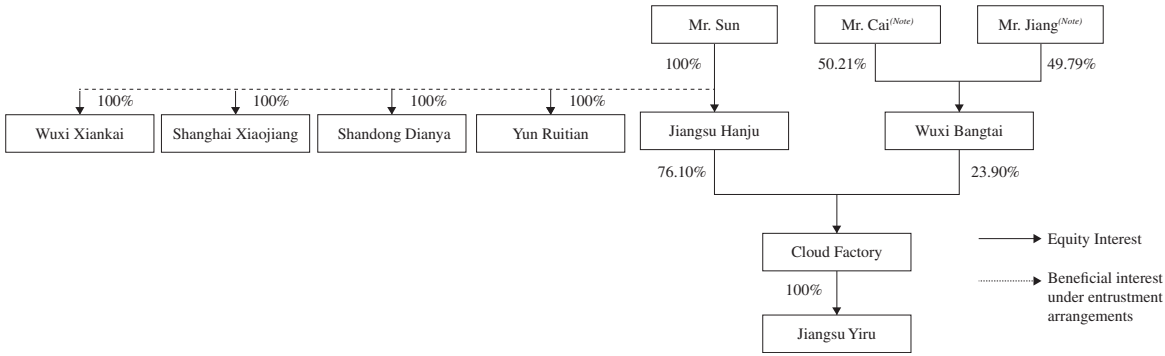 Mr. Sun
Mr. Cai(Note)
Mr. Jiang(Note)
100%
50.21%
49.79%
100%
100%
100%
100%
Wuxi Xiankai
Shanghai Xiaojiang
Shandong Dianya
Yun Ruitian
Jiangsu Hanju
Wuxi Bangtai
76.10%
23.90%
Cloud Factory
100%
Jiangsu Yiru
Equity Interest
Beneficial interest
under entrustment
arrangements